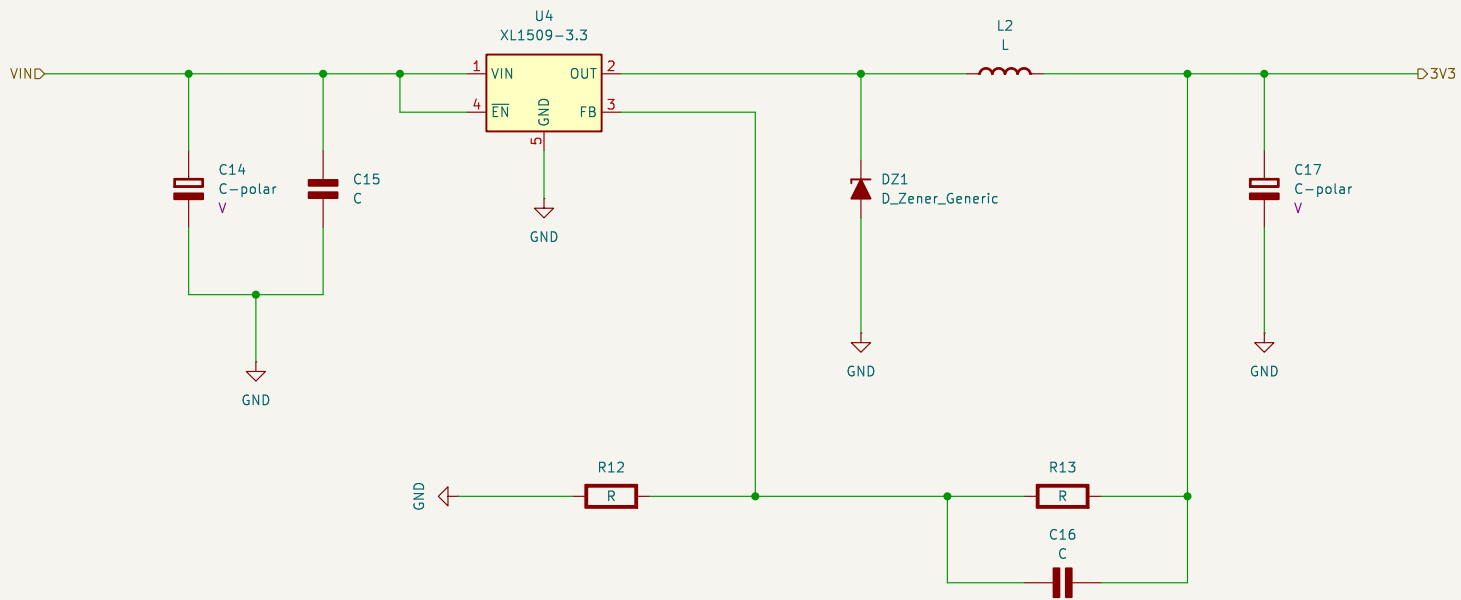 U4
XL1509-3.3
L2
L
VIN
1
VIN
OUT
2
3V3
4
EN
GND
FB
3
5
C14
C-polar
V
C15
C
GND
DZ1
D_Zener_Generic
C17
C-polar
V
GND
GND
GND
R12
R13
GND
R
R
C16
C